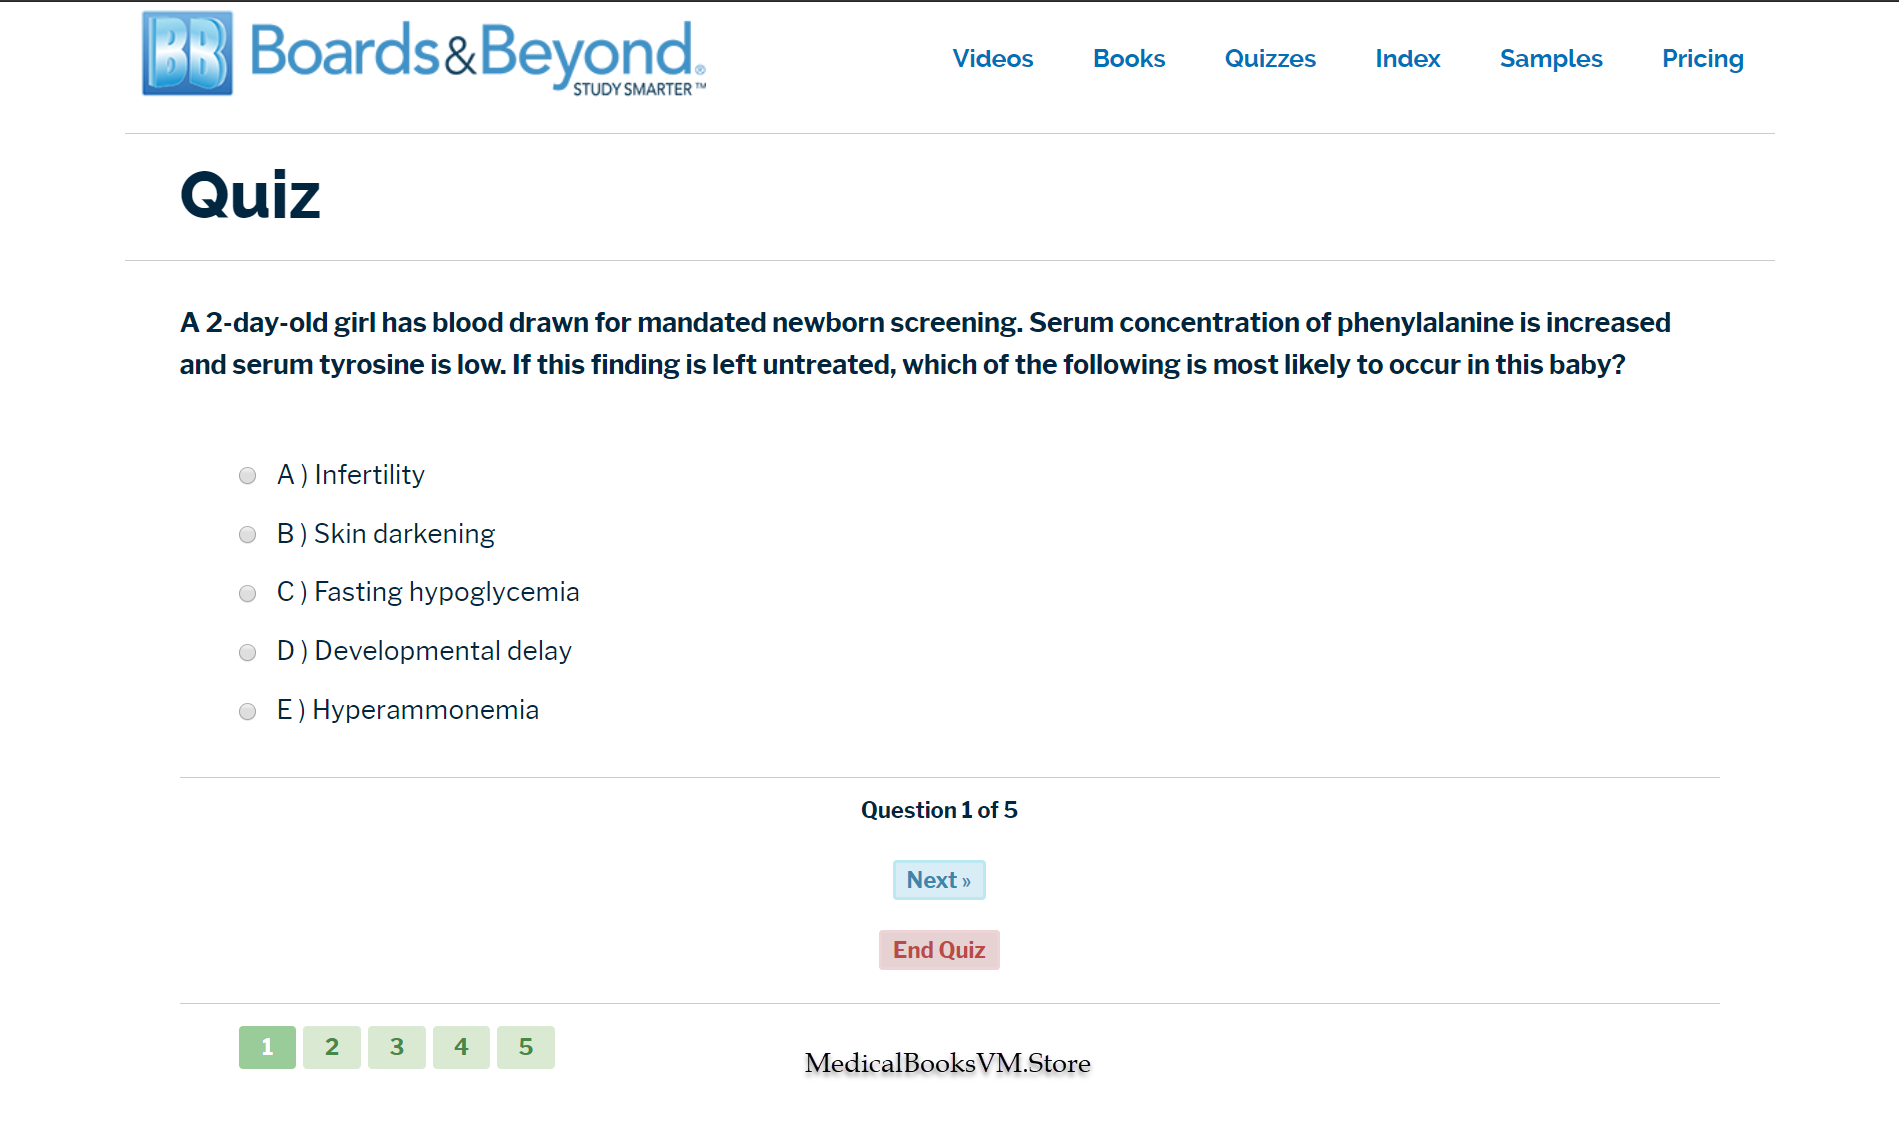 BB Boards&Beyond®
STUDY SMARTER™
Videos Books Quizzes Index Samples Pricing
Quiz
A 2-day-old girl has blood drawn for mandated newborn screening. Serum concentration of phenylalanine is increased
and serum tyrosine is low. If this finding is left untreated, which of the following is most likely to occur in this baby?
A ) Infertility
B ) Skin darkening
C ) Fasting hypoglycemia
D ) Developmental delay
E ) Hyperammonemia
Question 1 of 5
Next »
End Quiz
1 2 3 4 5
MedicalBooksVM.Store